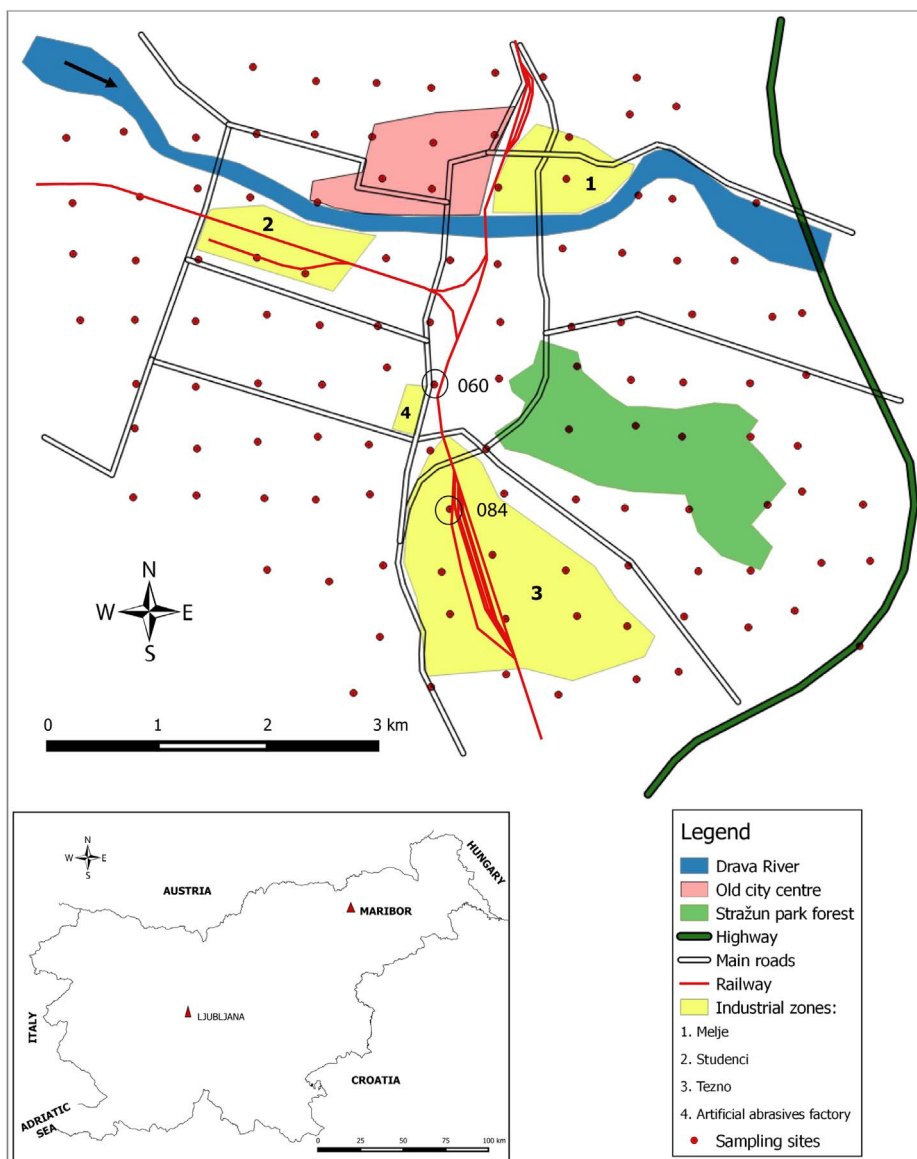 1
2
060
4
084
3
N
W E
S
0 1 2 3 km
N
W E
S
AUSTRIA
HUNGARY
MARIBOR
ITALY
LJUBLJANA
CROATIA
ADRIATIC
SEA
0 25 50 75 100 km
Legend
Drava River
Old city centre
Stražun park forest
Highway
Main roads
Railway
Industrial zones:
1. Melje
2. Studenci
3. Tezno
4. Artificial abrasives factory
Sampling sites